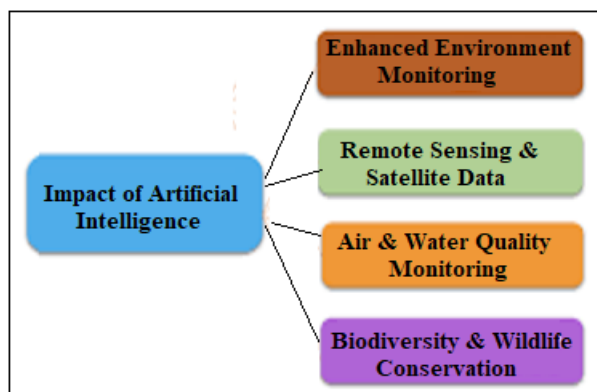 Enhanced Environment
Monitoring
Remote Sensing &
Satellite Data
Impact of Artificial
Intelligence
Air & Water Quality
Monitoring
Biodiversity & Wildlife
Conservation